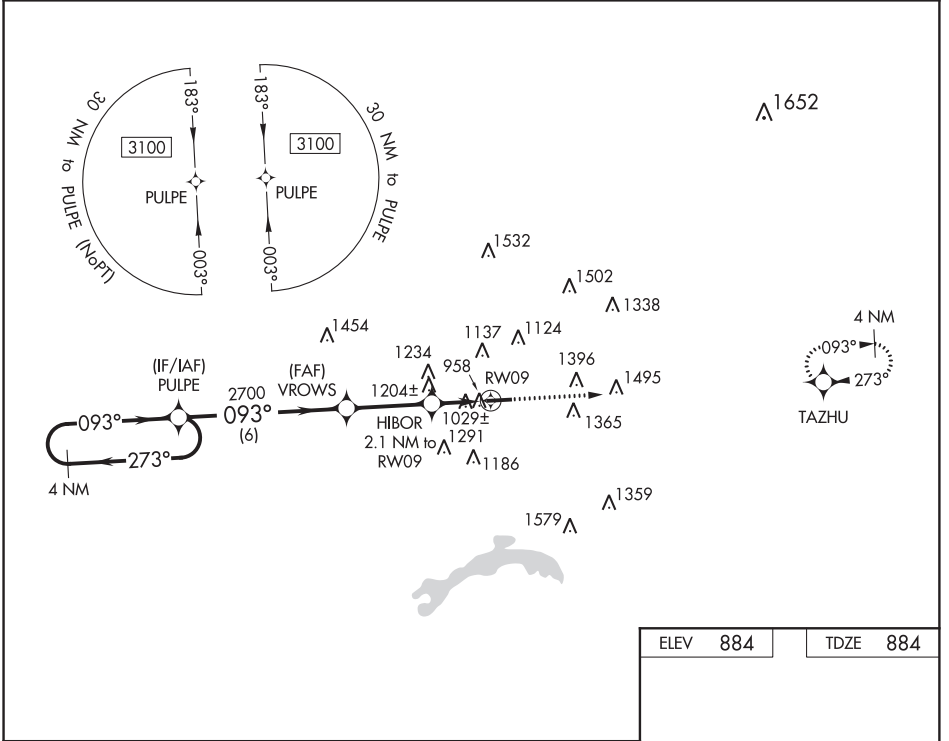 30 NM to PULPE (NoPT)
183°
3100
PULPE
003°
183°
3100
PULPE
003°
30 NM to PULPE
1652
1532
1502
1338
1454
1137
1124
1234
958
RW09
1396
1495
1365
4 NM
093°
273°
TAZHU
(IF/IAF)
PULPE
2700
093°
(6)
(FAF)
VROWS
1204±
HIBOR
2.1 NM to
RW09
1029±
1291
1186
093°
273°
4 NM
1359
1579
ELEV 884
TDZE 884